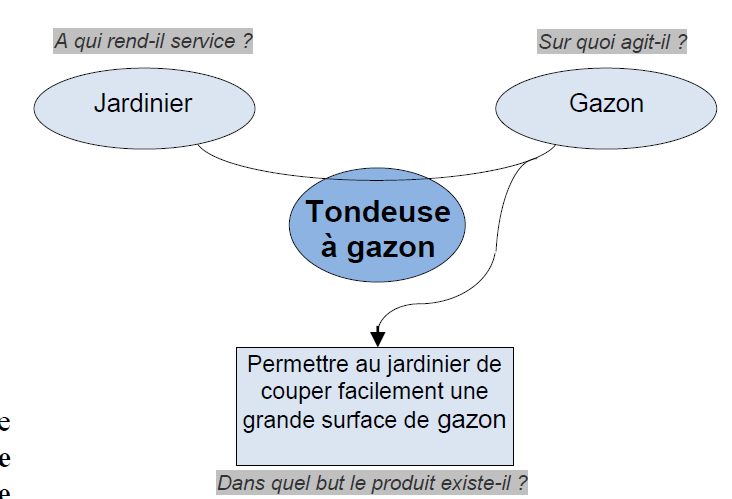 A qui rend-il service ?
Sur quoi agit-il ?
Jardinier
Gazon
Tondeuse
à gazon
Permettre au jardinier de
couper facilement une
grande surface de gazon
Dans quel but le produit existe-il ?
e
e
e